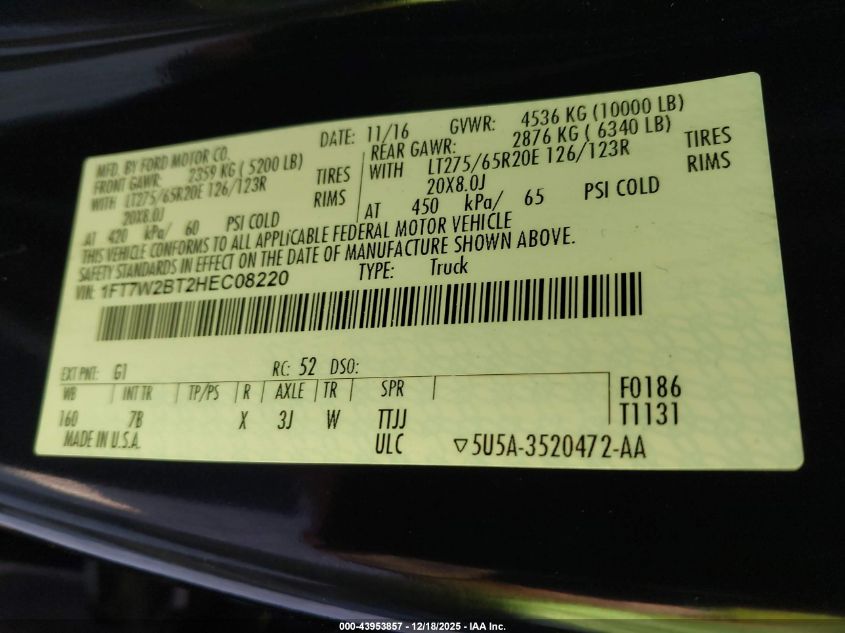 MFD. BY FORD MOTOR CO.
DATE: 11/16 GVWR: 4536 KG (10000 LB)
FRONT GAWR: 2359 KG ( 5200 LB)
WITH LT275/65R20E 126/123R TIRES
20X8.0J RIMS
AT 420 kPa/ 60 PSI COLD
REAR GAWR: 2876 KG ( 6340 LB)
WITH LT275/65R20E 126/123R TIRES
20X8.0J RIMS
AT 450 kPa/ 65 PSI COLD
THIS VEHICLE CONFORMS TO ALL APPLICABLE FEDERAL MOTOR VEHICLE
SAFETY STANDARDS IN EFFECT ON THE DATE OF MANUFACTURE SHOWN ABOVE.
VIN: 1FT7W2BT2HEC08220 TYPE: Truck
EXT PNT: G1 RC: 52 DSO:
WB INT TR TP/PS R AXLE TR SPR F0186
160 7B X 3J W TTJJ T1131
MADE IN U.S.A. ULC ▽5U5A-3520472-AA
000-43953857 - 12/18/2025 - IAA Inc.